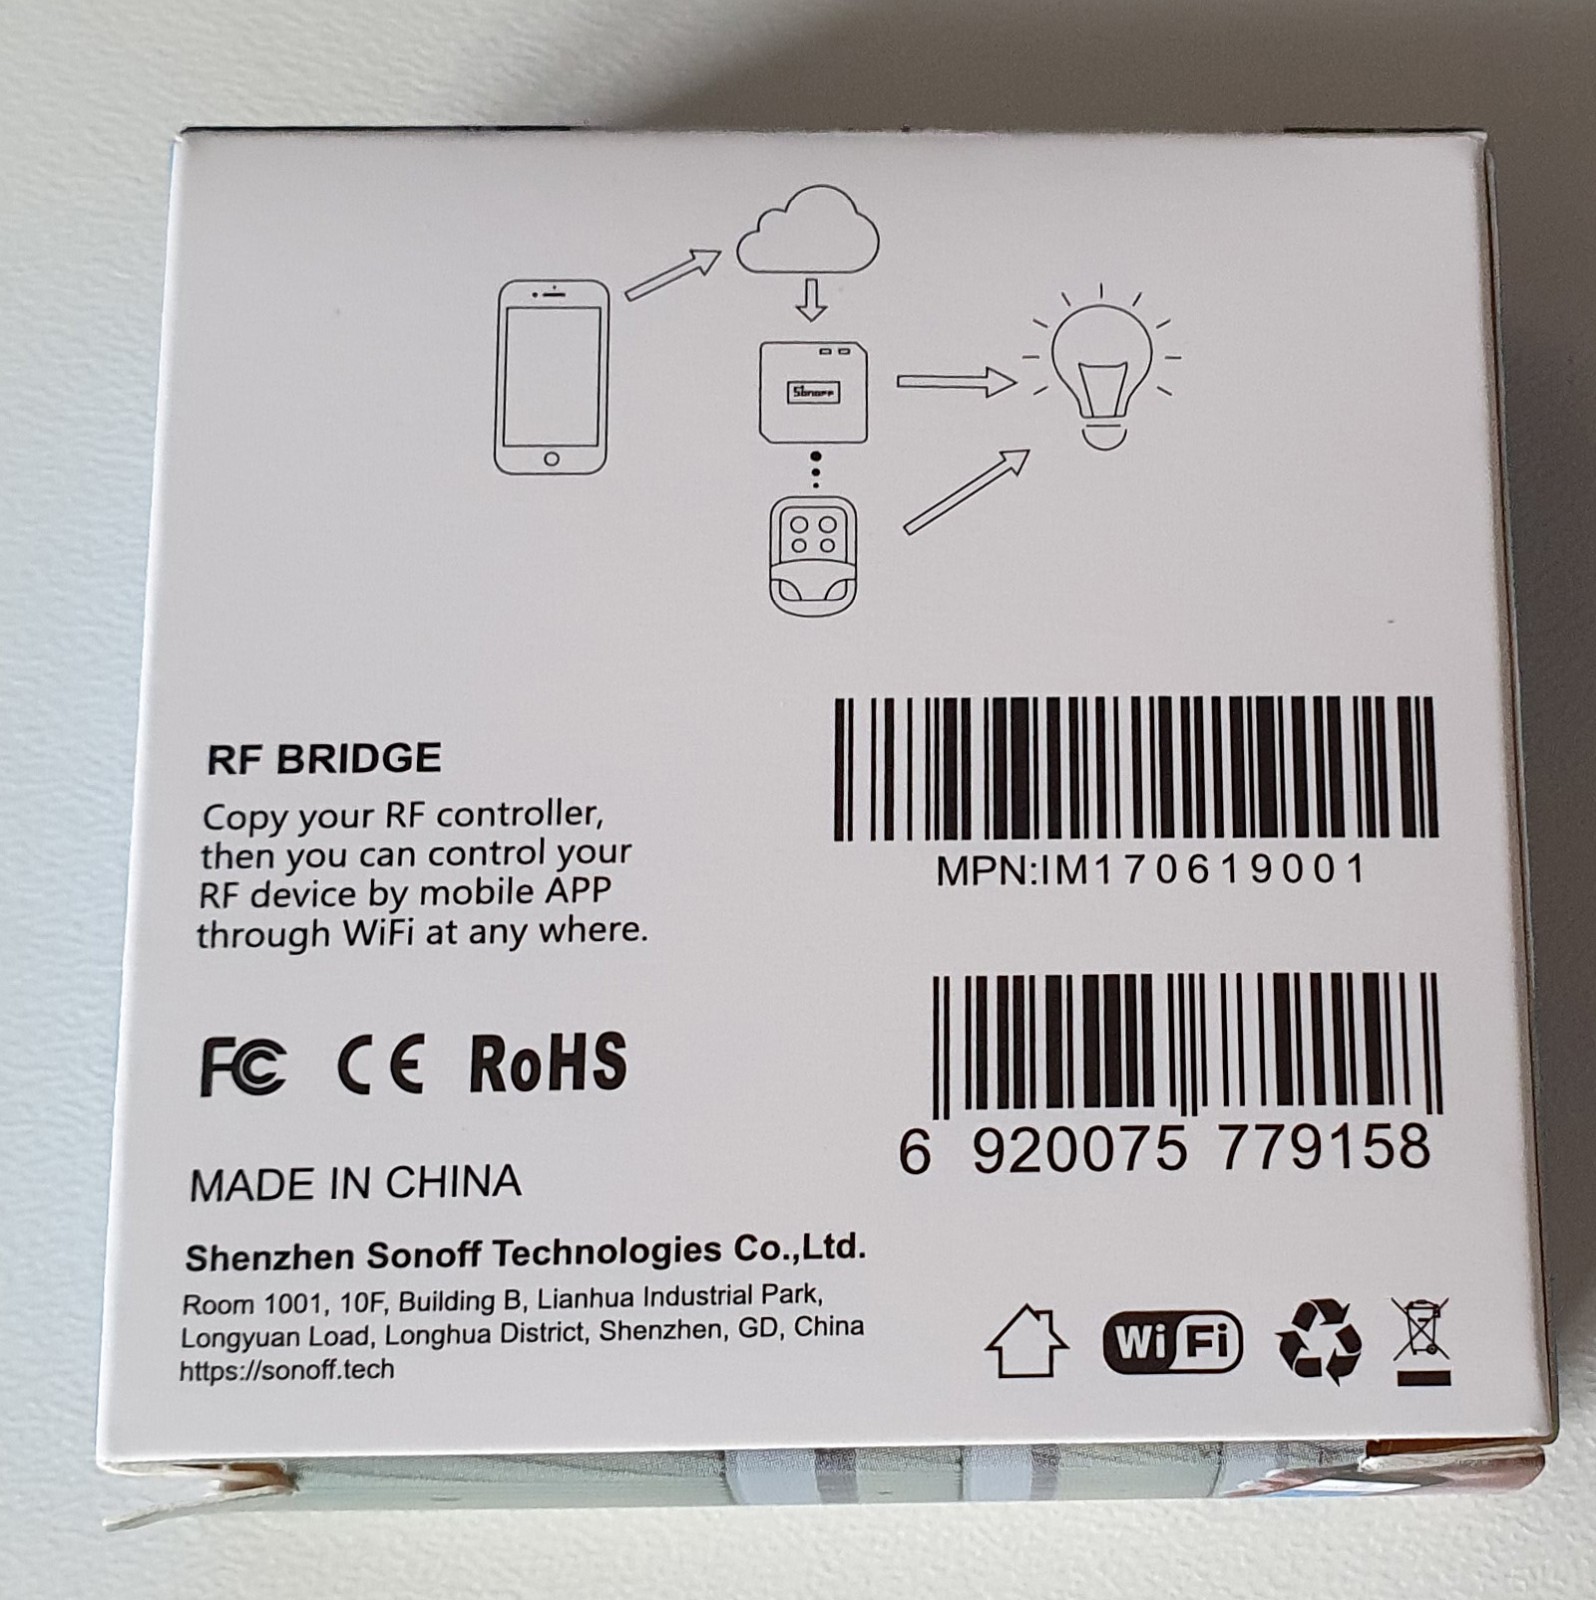 Sonoff
RF BRIDGE
Copy your RF controller,
then you can control your
RF device by mobile APP
through WiFi at any where.
MPN:IM170619001
FC CE RoHS
6 920075 779158
MADE IN CHINA
Shenzhen Sonoff Technologies Co.,Ltd.
Room 1001, 10F, Building B, Lianhua Industrial Park,
Longyuan Load, Longhua District, Shenzhen, GD, China
https://sonoff.tech
WiFi